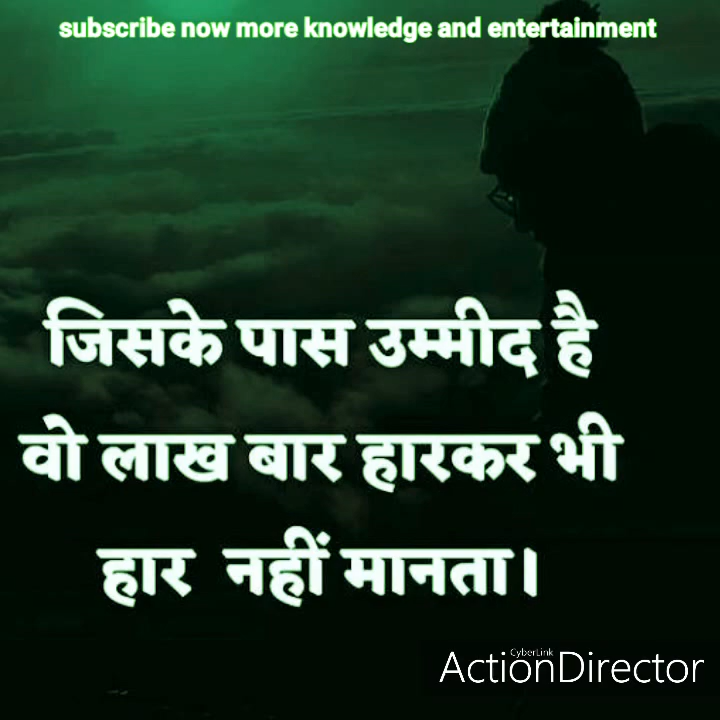 subscribe now more knowledge and entertainment
जिसके पास उम्मीद है
वो लाख बार हारकर भी
हार नहीं मानता।
CyberLink
ActionDirector